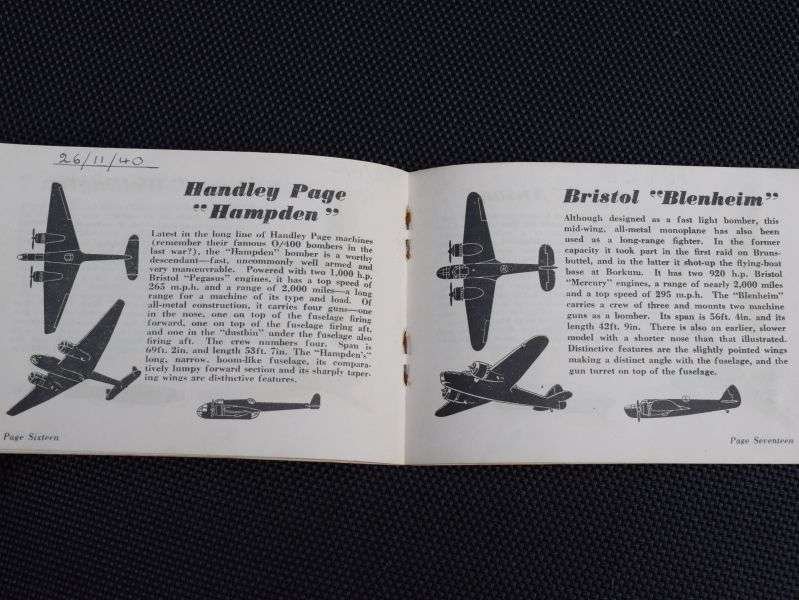 26/11/40
Handley Page
"Hampden"
Latest in the long line of Handley Page machines
(remember their famous O/400 bombers in the
last war?), the "Hampden" bomber is a worthy
descendant—fast, uncommonly well armed and
very manœuvrable. Powered with two 1,000 h.p.
Bristol "Pegasus" engines, it has a top speed of
265 m.p.h. and a range of 2,000 miles—a long
range for a machine of its type and load. Of
all-metal construction, it carries four guns—one
in the nose, one on top of the fuselage firing
forward, one on top of the fuselage firing aft,
and one in the "dustbin" under the fuselage also
firing aft. The crew numbers four. Span is
69ft. 2in. and length 53ft. 7in. The "Hampden's"
long, narrow, boom-like fuselage, its compara-
tively lumpy forward section and its sharply taper-
ing wings are distinctive features.
Page Sixteen
Bristol "Blenheim"
Although designed as a fast light bomber, this
mid-wing, all-metal monoplane has also been
used as a long-range fighter. In the former
capacity it took part in the first raid on Bruns-
buttel, and in the latter it shot-up the flying-boat
base at Borkum. It has two 920 h.p. Bristol
"Mercury" engines, a range of nearly 2,000 miles
and a top speed of 295 m.p.h. The "Blenheim"
carries a crew of three and mounts two machine
guns as a bomber. Its span is 56ft. 4in. and its
length 42ft. 9in. There is also an earlier, slower
model with a shorter nose than that illustrated.
Distinctive features are the slightly pointed wings
making a distinct angle with the fuselage, and the
gun turret on top of the fuselage.
Page Seventeen